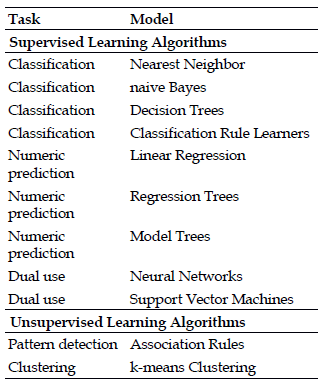 Task Model
Supervised Learning Algorithms
Classification Nearest Neighbor
Classification naive Bayes
Classification Decision Trees
Classification Classification Rule Learners
Numeric Linear Regression
prediction
Numeric Regression Trees
prediction
Numeric Model Trees
prediction
Dual use Neural Networks
Dual use Support Vector Machines
Unsupervised Learning Algorithms
Pattern detection Association Rules
Clustering k-means Clustering